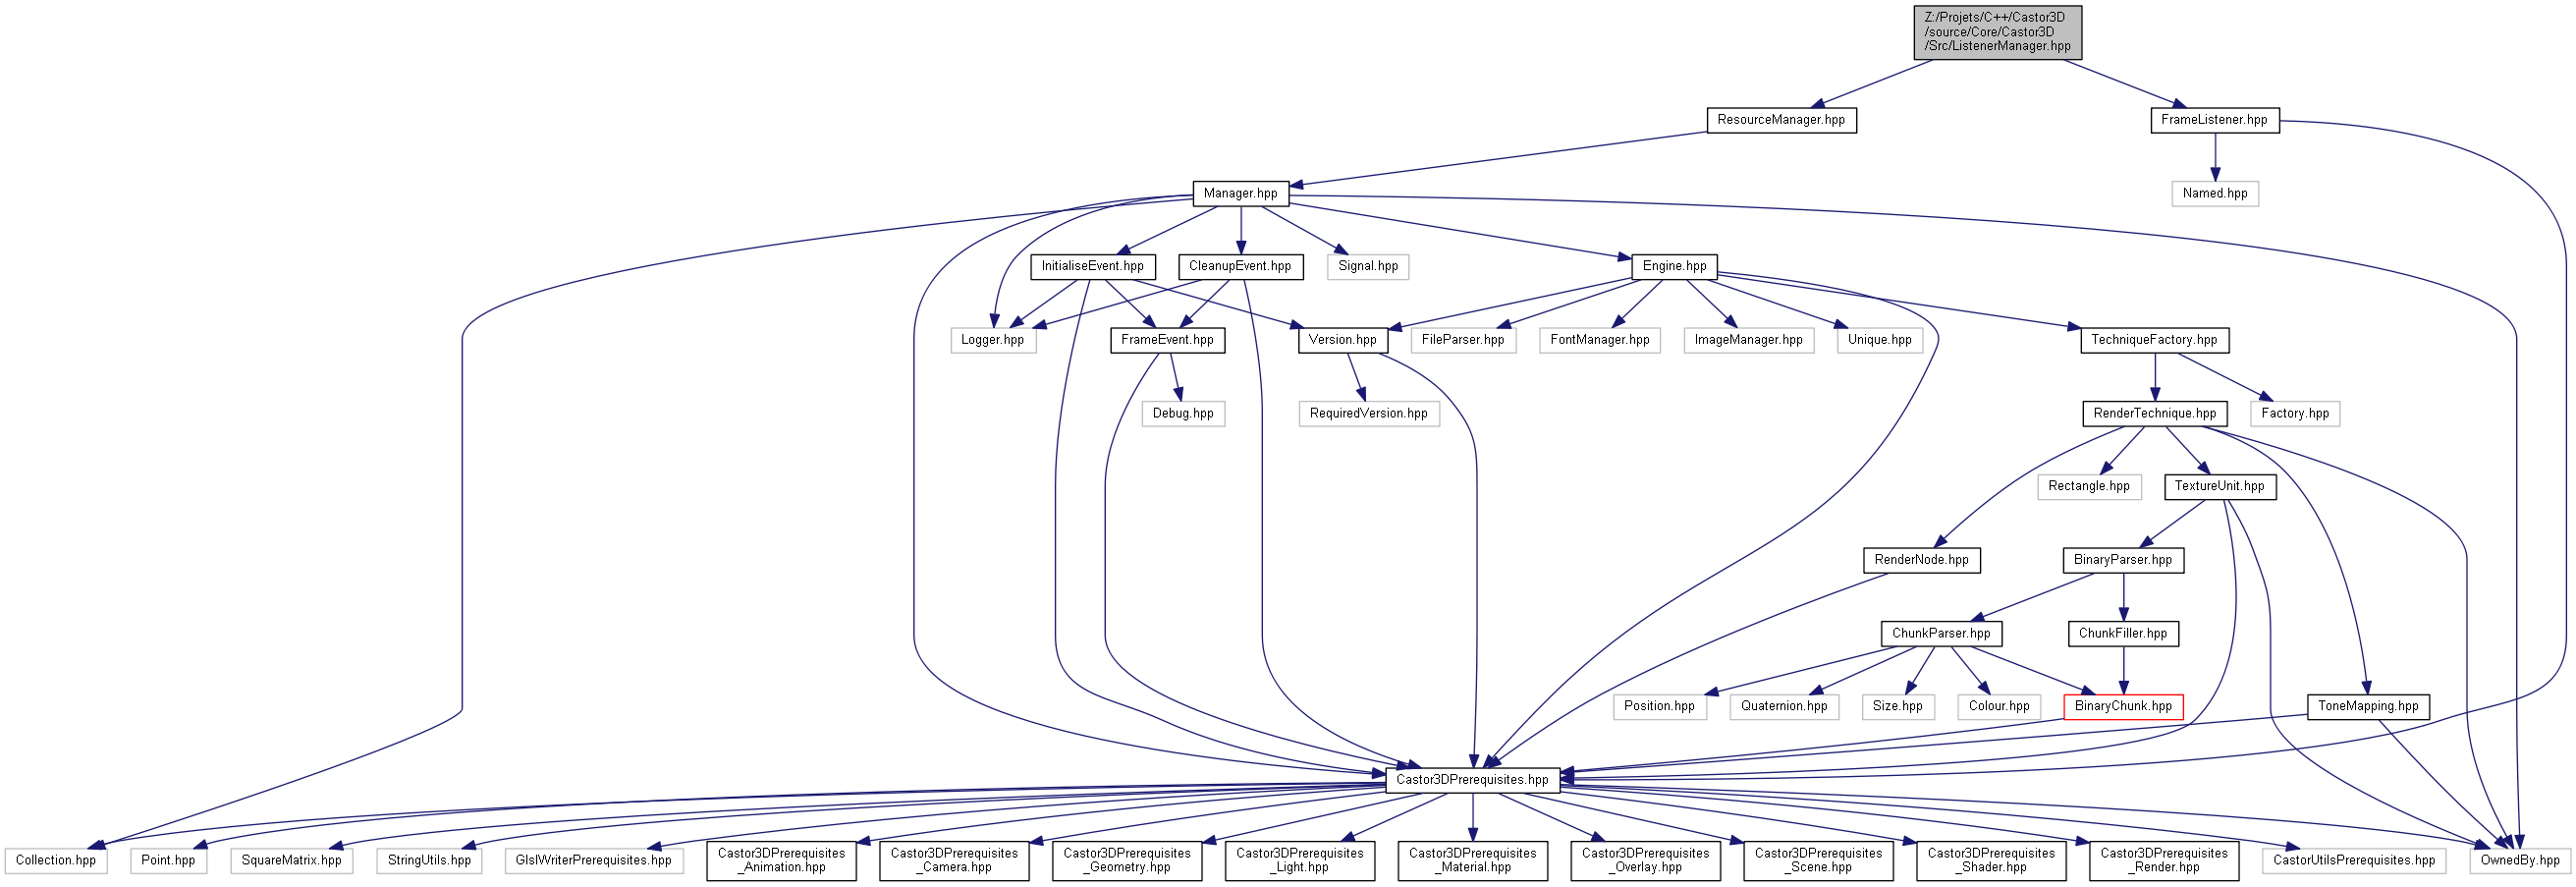 Z:/Projets/C++/Castor3D
/source/Core/Castor3D
/Src/ListenerManager.hpp
ResourceManager.hpp
FrameListener.hpp
Manager.hpp
Named.hpp
InitialiseEvent.hpp
CleanupEvent.hpp
Signal.hpp
Engine.hpp
Logger.hpp
FrameEvent.hpp
Version.hpp
FileParser.hpp
FontManager.hpp
ImageManager.hpp
Unique.hpp
TechniqueFactory.hpp
Debug.hpp
RequiredVersion.hpp
RenderTechnique.hpp
Factory.hpp
Rectangle.hpp
TextureUnit.hpp
RenderNode.hpp
BinaryParser.hpp
ChunkParser.hpp
ChunkFiller.hpp
Position.hpp
Quaternion.hpp
Size.hpp
Colour.hpp
BinaryChunk.hpp
ToneMapping.hpp
Castor3DPrerequisites.hpp
Collection.hpp
Point.hpp
SquareMatrix.hpp
StringUtils.hpp
GlslWriterPrerequisites.hpp
Castor3DPrerequisites
_Animation.hpp
Castor3DPrerequisites
_Camera.hpp
Castor3DPrerequisites
_Geometry.hpp
Castor3DPrerequisites
_Light.hpp
Castor3DPrerequisites
_Material.hpp
Castor3DPrerequisites
_Overlay.hpp
Castor3DPrerequisites
_Scene.hpp
Castor3DPrerequisites
_Shader.hpp
Castor3DPrerequisites
_Render.hpp
CastorUtilsPrerequisites.hpp
OwnedBy.hpp